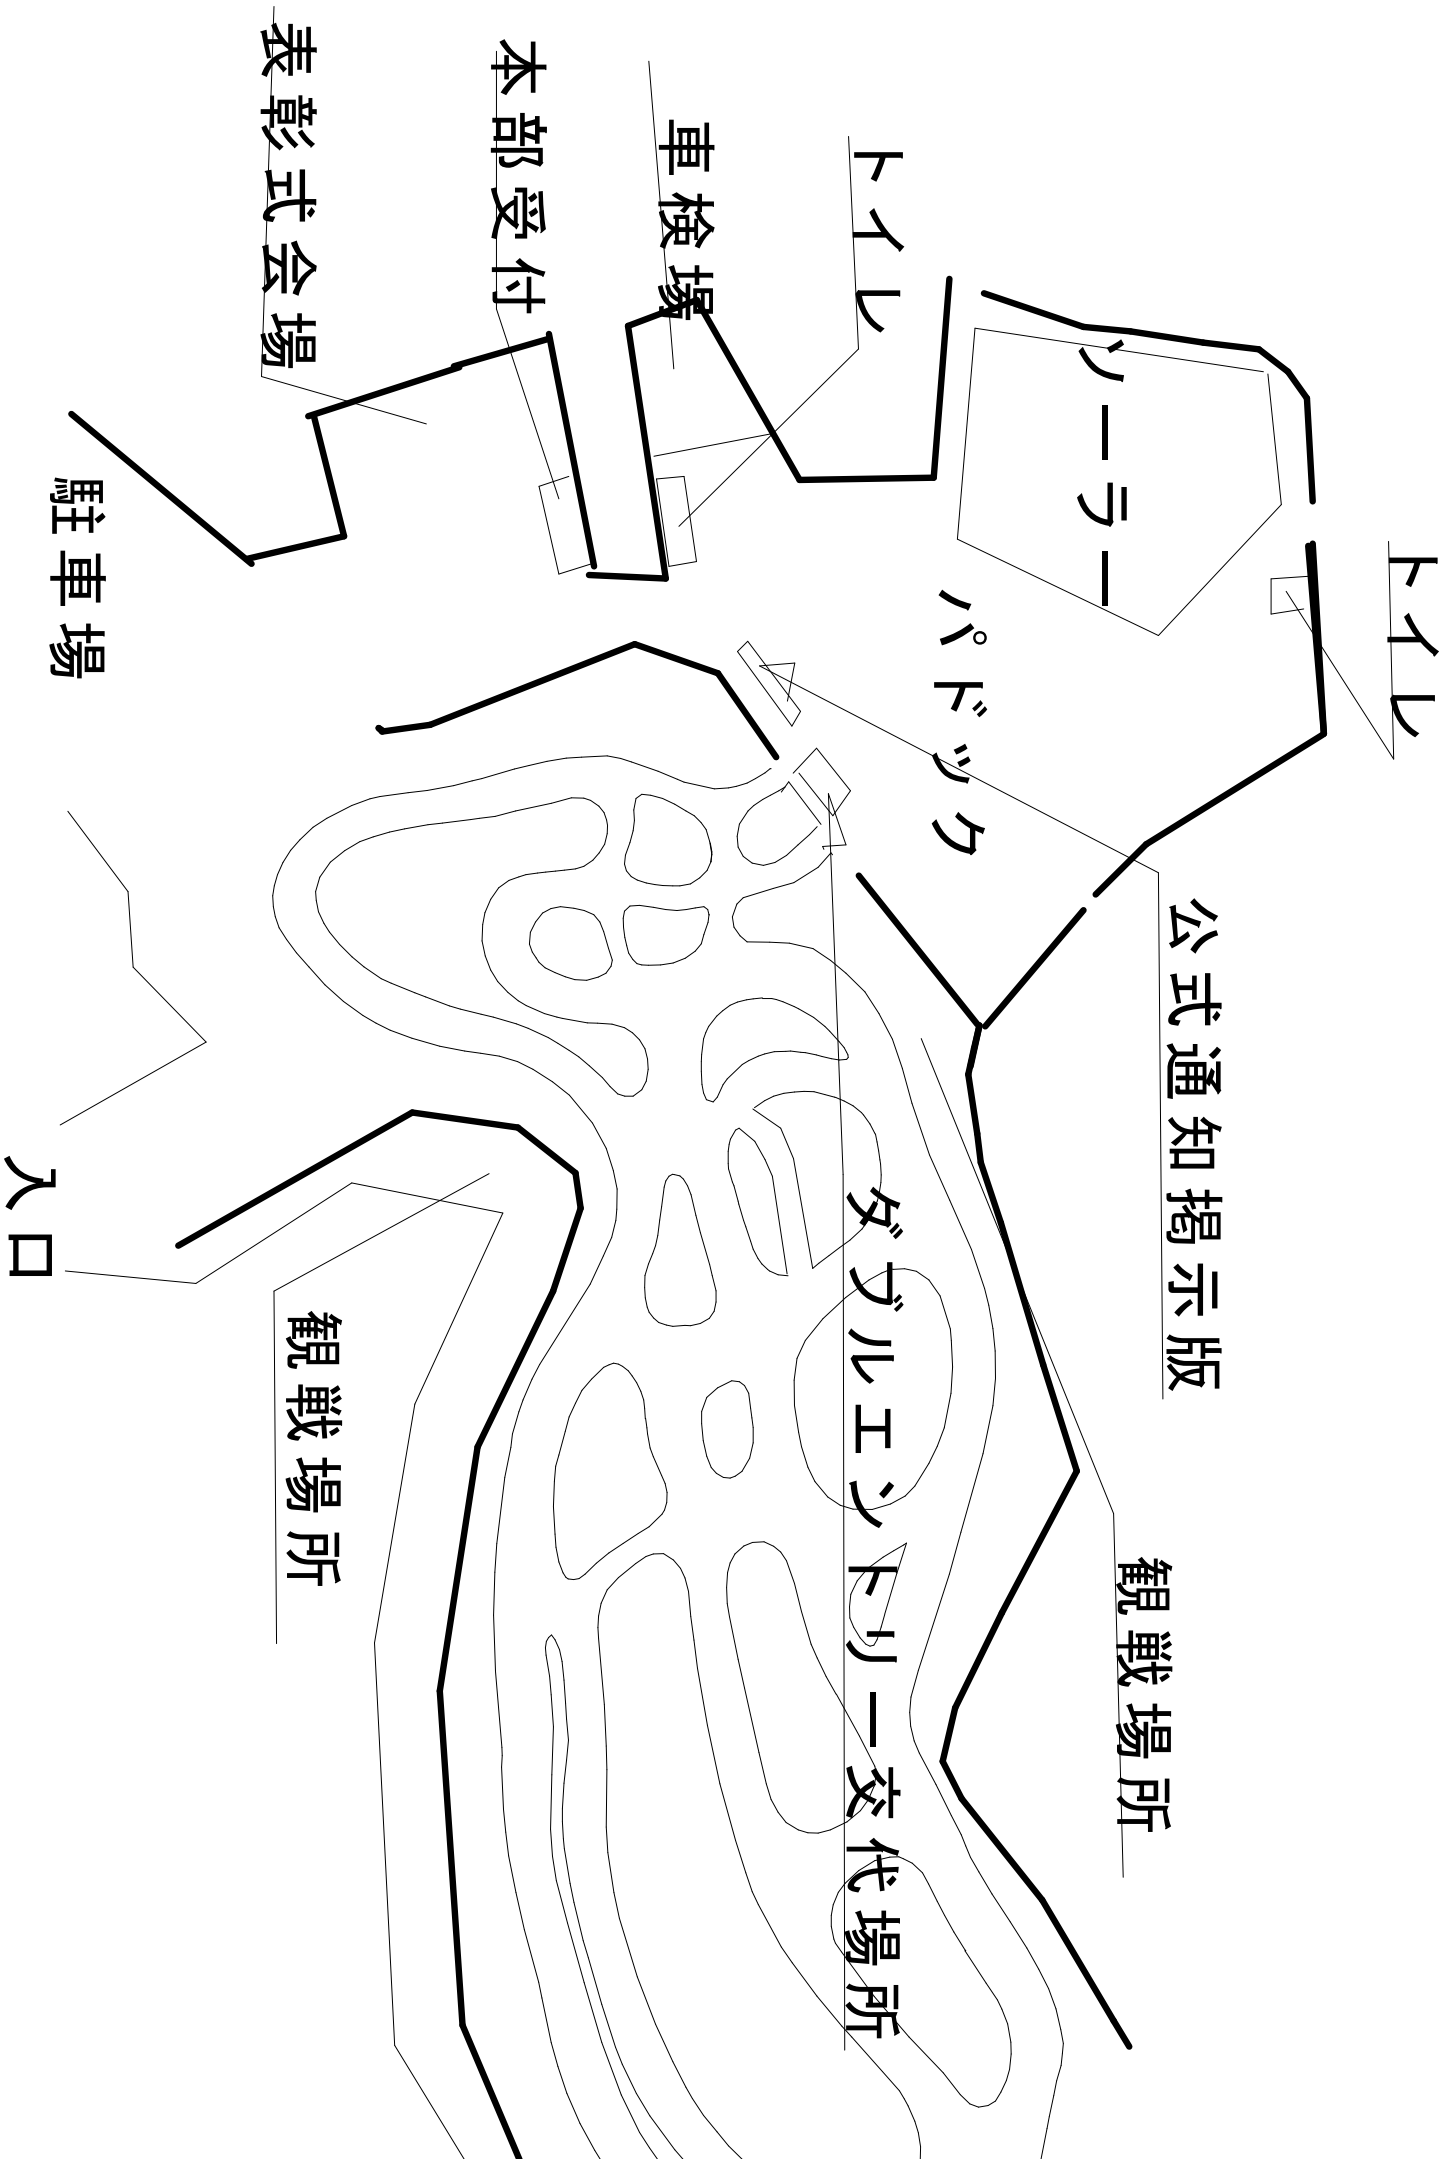 トイレ
公式通知掲示版
観戦場所
ソーラー
パドック
トイレ
ダブルエントリー交代場所
車検場
本部受付
観戦場所
表彰式会場
駐車場
入口